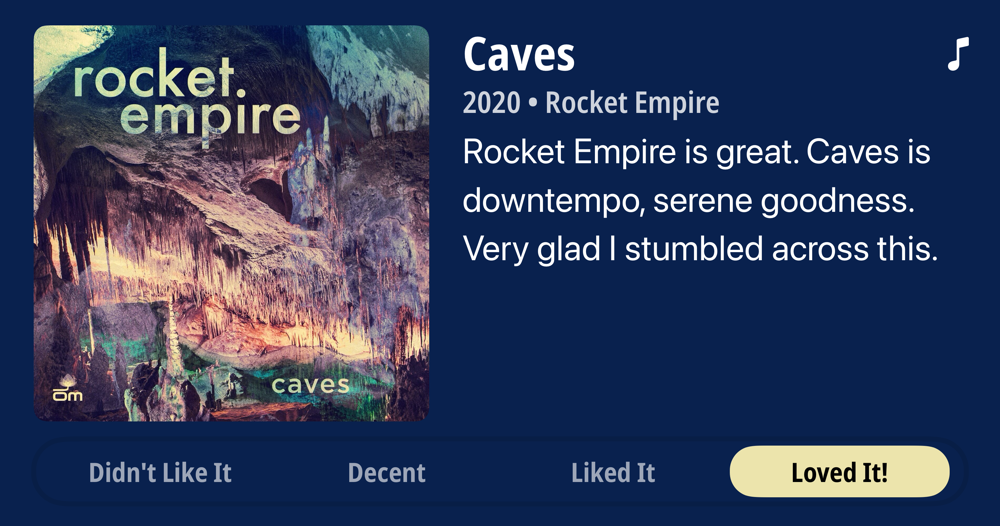 rocket.
empire
caves
ōm
Caves
2020 • Rocket Empire
Rocket Empire is great. Caves is
downtempo, serene goodness.
Very glad I stumbled across this.
Didn't Like It
Decent
Liked It
Loved It!